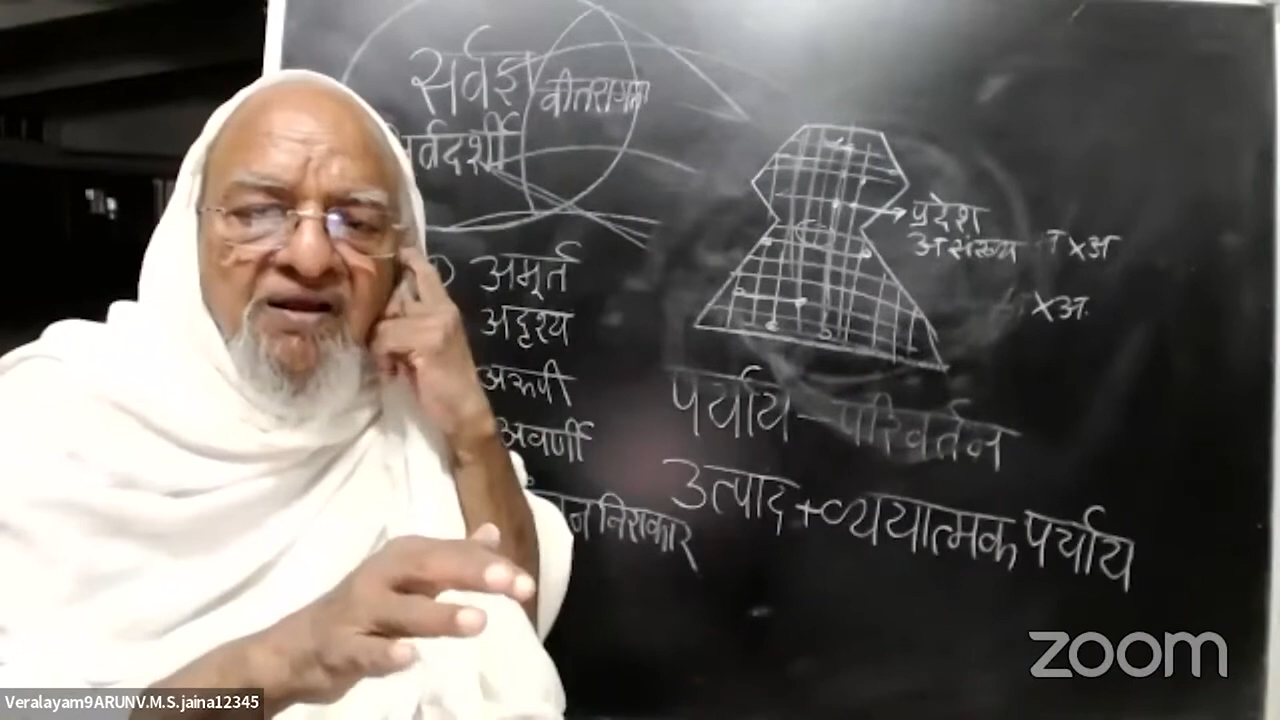 सर्वज्ञ वीतरागता
र्वदर्शी
अमूर्त
अदृश्य
अरूपी
अवर्णी
न निराकार
प्रदेश
असंख्य
×अ
×अ
पर्याय - परिवर्तन
उत्पाद + व्ययात्मक पर्याय
zoom
Veralayam9ARUNV.M.S.jaina12345